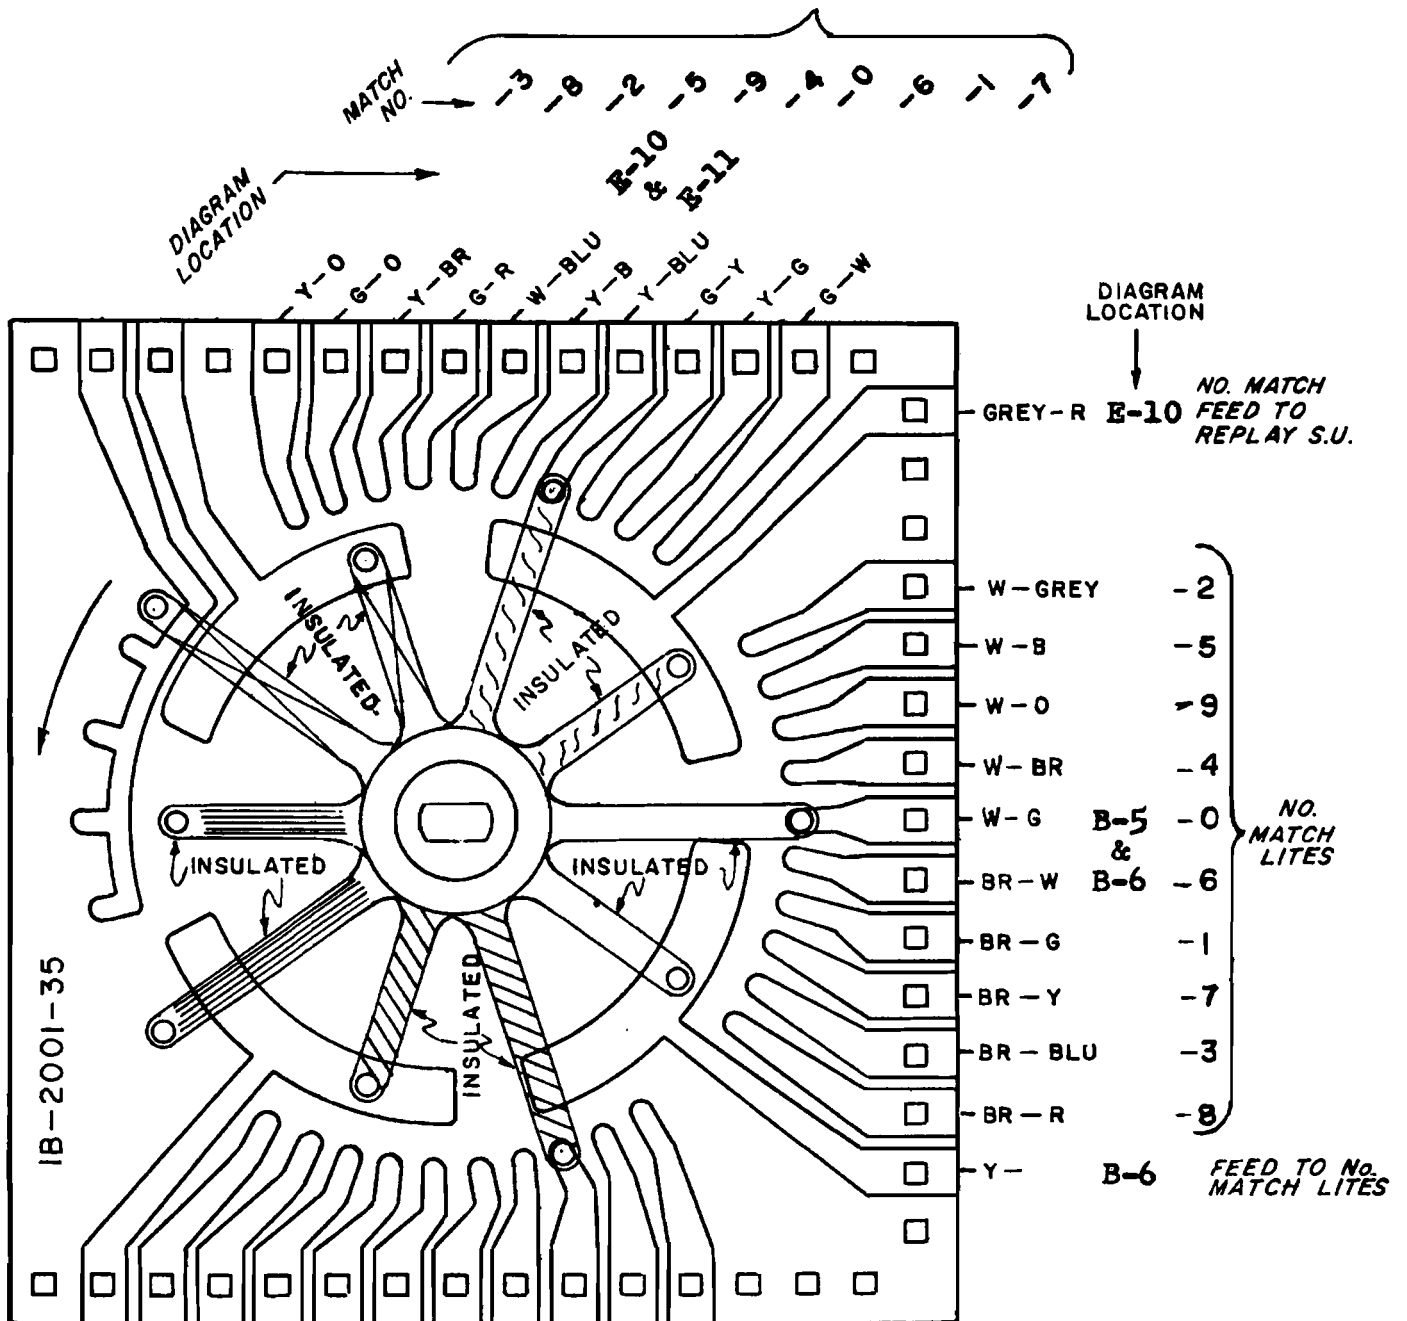 MATCH
NO.
-3 -8 -2 -5 -9 -4 -0 -6 -1 -7
DIAGRAM
LOCATION
E-10
&
E-11
Y-O
G-O
Y-BR
G-R
W-BLU
Y-B
Y-BLU
G-Y
Y-G
G-W
DIAGRAM
LOCATION
GREY-R E-10
NO. MATCH
FEED TO
REPLAY S.U.
W-GREY -2
W-B -5
W-O -9
W-BR -4
W-G B-5 -0
&
BR-W B-6 -6
BR-G -1
BR-Y -7
BR-BLU -3
BR-R -8
NO.
MATCH
LITES
Y- B-6
FEED TO No.
MATCH LITES
INSULATED
INSULATED
INSULATED
INSULATED
INSULATED
1B-2001-35